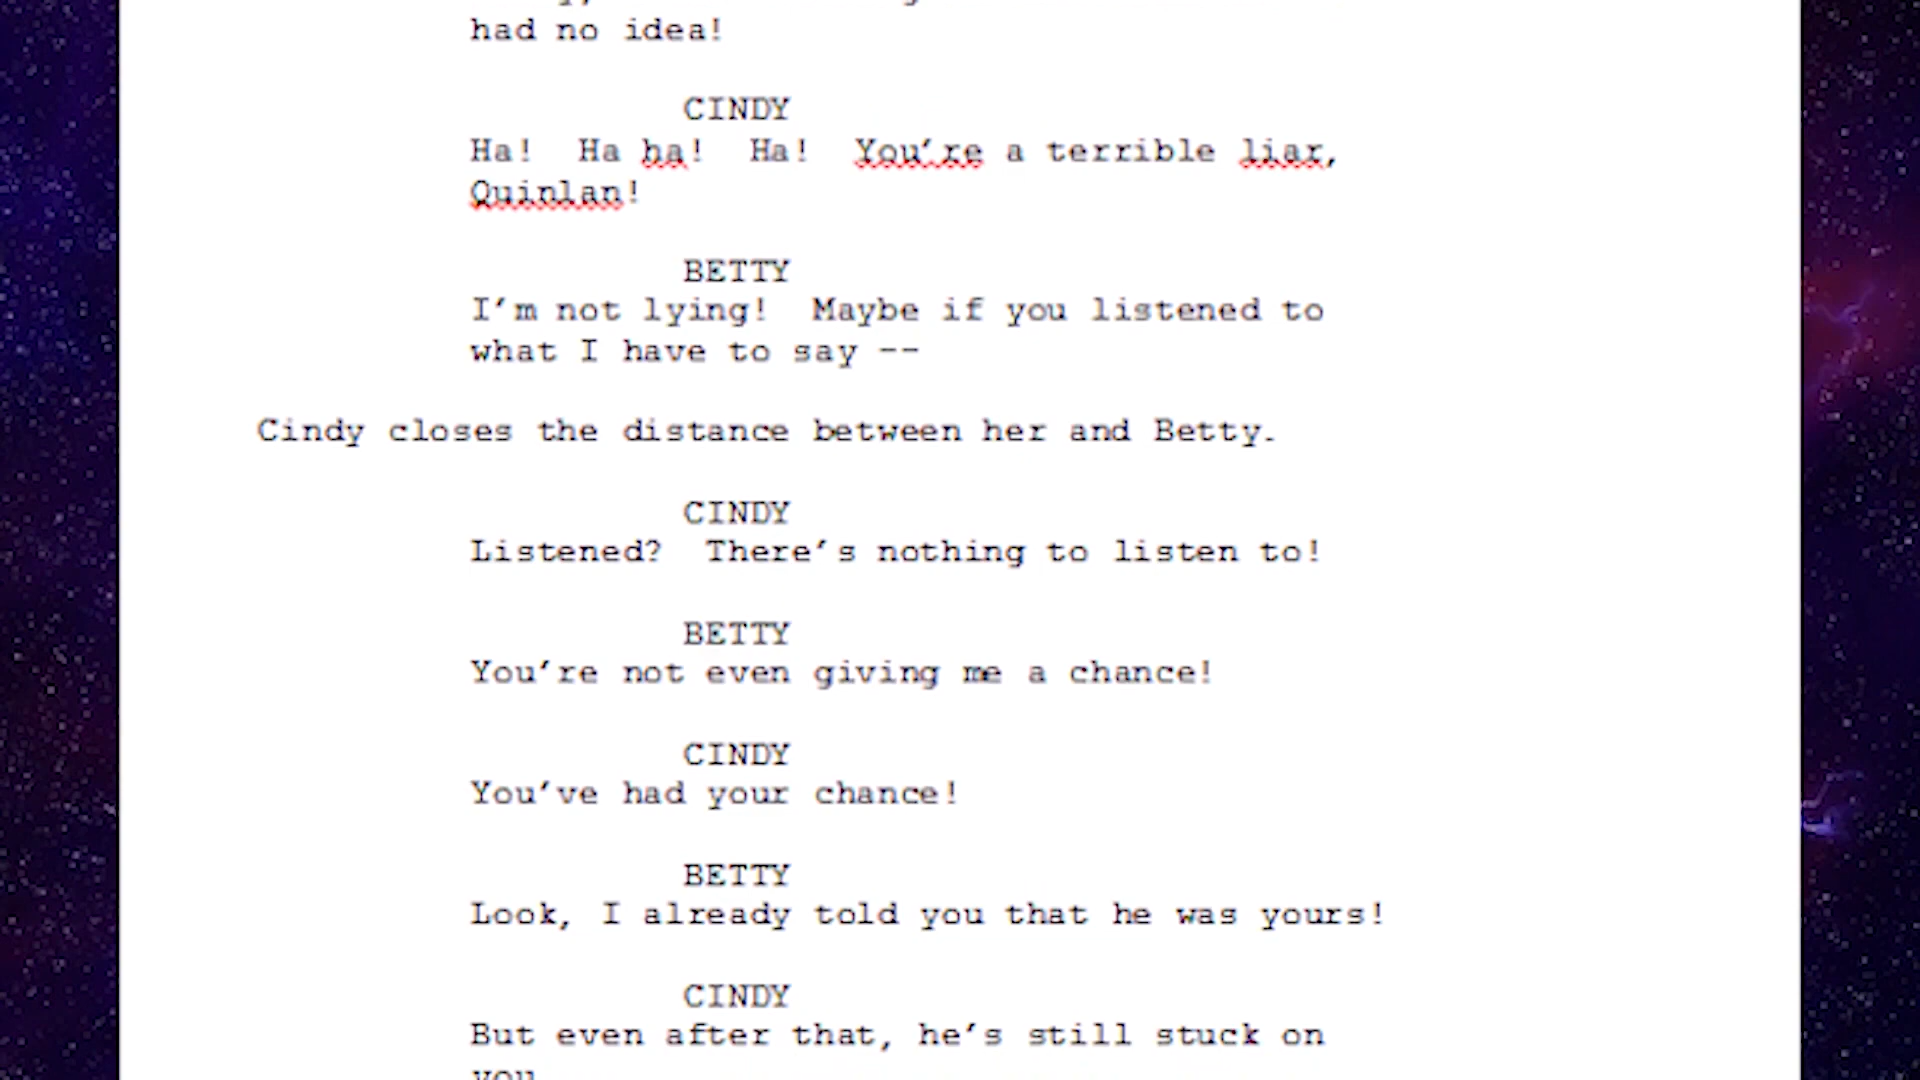 had no idea!
CINDY
Ha!  Ha ha!  Ha!  You're a terrible liar,
Quinlan!
BETTY
I'm not lying!  Maybe if you listened to
what I have to say --
Cindy closes the distance between her and Betty.
CINDY
Listened?  There's nothing to listen to!
BETTY
You're not even giving me a chance!
CINDY
You've had your chance!
BETTY
Look, I already told you that he was yours!
CINDY
But even after that, he's still stuck on
you